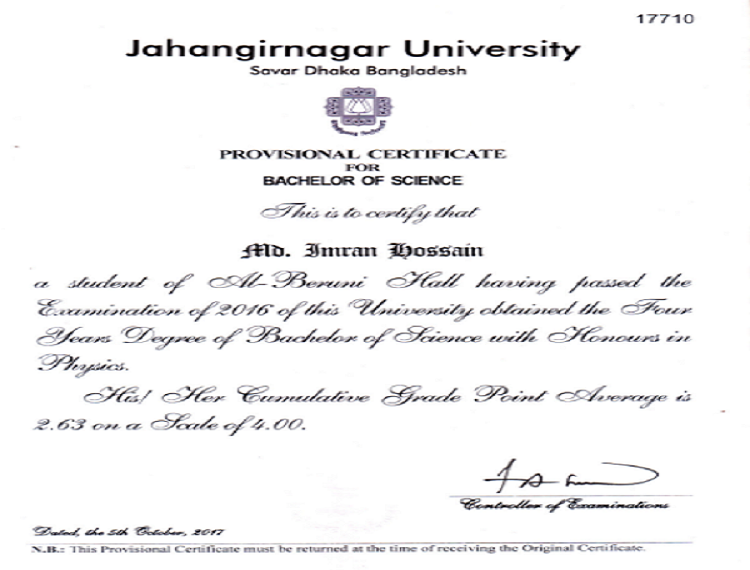 17710
Jahangirnagar University
Savar Dhaka Bangladesh
PROVISIONAL CERTIFICATE
FOR
BACHELOR OF SCIENCE
This is to certify that
Md. Imran Hossain
a student of Al-Beruni Hall having passed the
Examination of 2016 of this University obtained the Four
Years Degree of Bachelor of Science with Honours in
Physics.
His/ Her Cumulative Grade Point Average is
2.63 on a Scale of 4.00.
Controller of Examinations
Dated, the 5th October, 2017
N.B.: This Provisional Certificate must be returned at the time of receiving the Original Certificate.